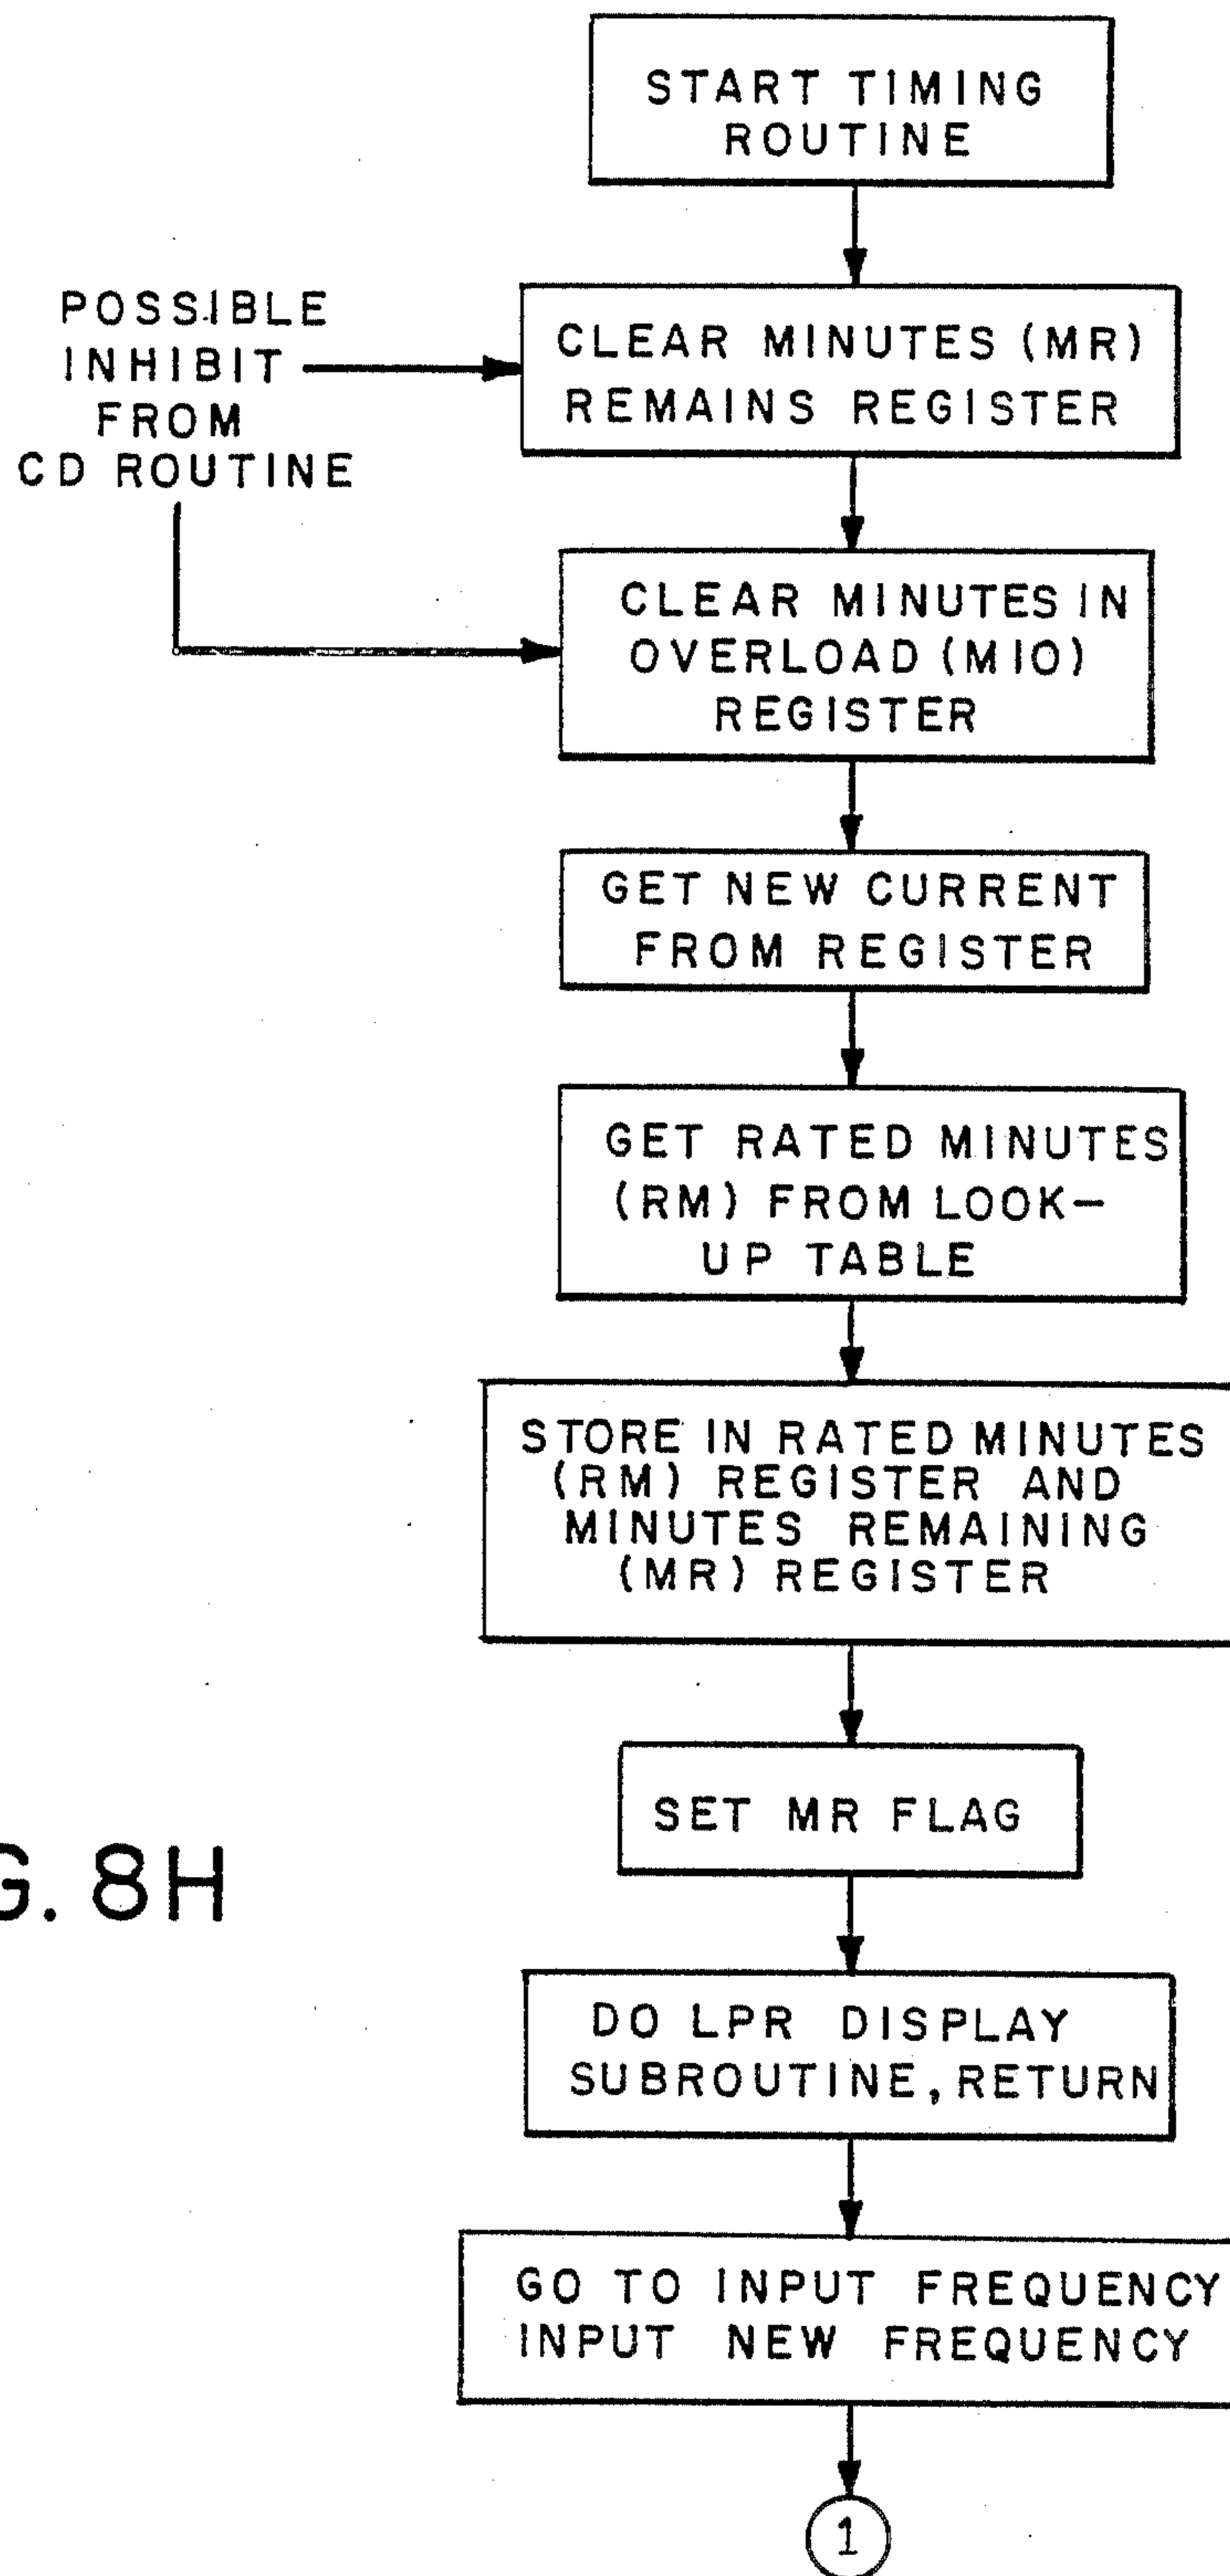 START TIMING
ROUTINE
POSSIBLE
INHIBIT
FROM
CD ROUTINE
CLEAR MINUTES (MR)
REMAINS REGISTER
CLEAR MINUTES IN
OVERLOAD (MIO)
REGISTER
GET NEW CURRENT
FROM REGISTER
GET RATED MINUTES
(RM) FROM LOOK-
UP TABLE
STORE IN RATED MINUTES
(RM) REGISTER AND
MINUTES REMAINING
(MR) REGISTER
SET MR FLAG
G. 8H
DO LPR DISPLAY
SUBROUTINE, RETURN
GO TO INPUT FREQUENCY
INPUT NEW FREQUENCY
1